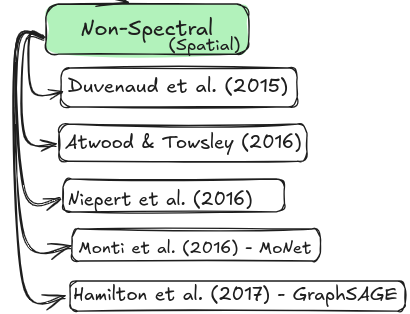 Non-Spectral
(Spatial)
Duvenaud et al. (2015)
Atwood & Towsley (2016)
Niepert et al. (2016)
Monti et al. (2016) - MoNet
Hamilton et al. (2017) - GraphSAGE